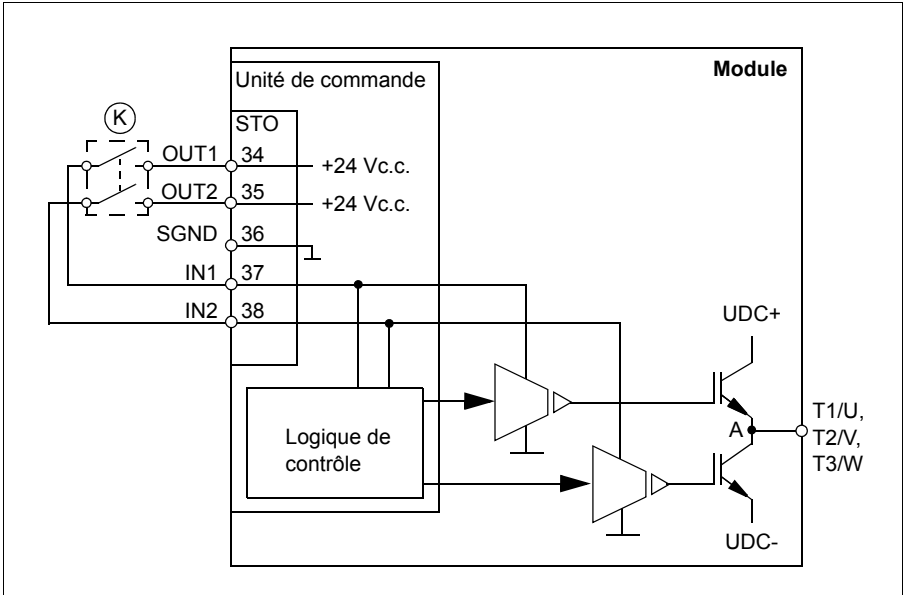 Module
Unité de commande
K
STO
OUT1 34 +24 Vc.c.
OUT2 35 +24 Vc.c.
SGND 36
IN1 37
IN2 38
UDC+
Logique de
contrôle
A
T1/U,
T2/V,
T3/W
UDC-